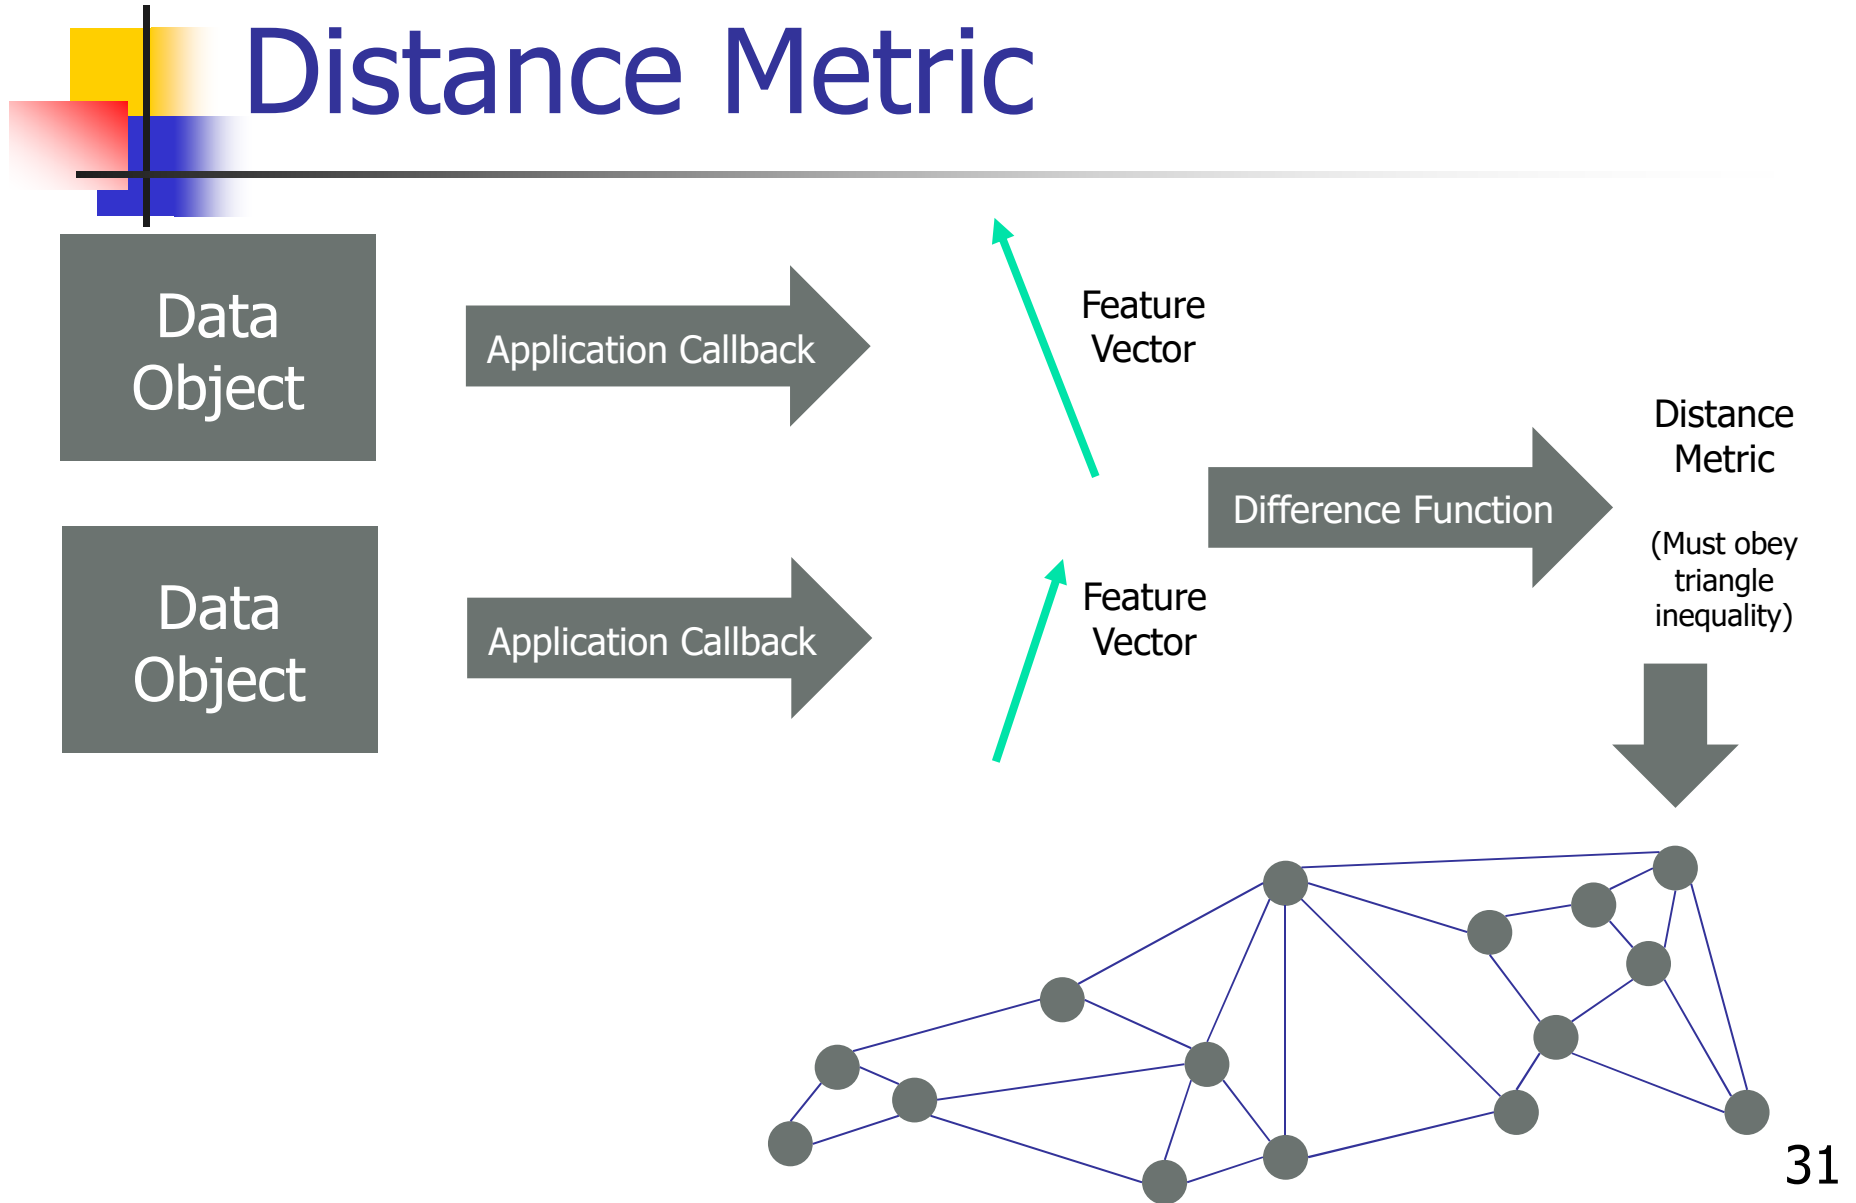 Distance Metric
Data
Object
Application Callback
Feature
Vector
Data
Object
Application Callback
Feature
Vector
Difference Function
Distance
Metric
(Must obey
triangle
inequality)
31